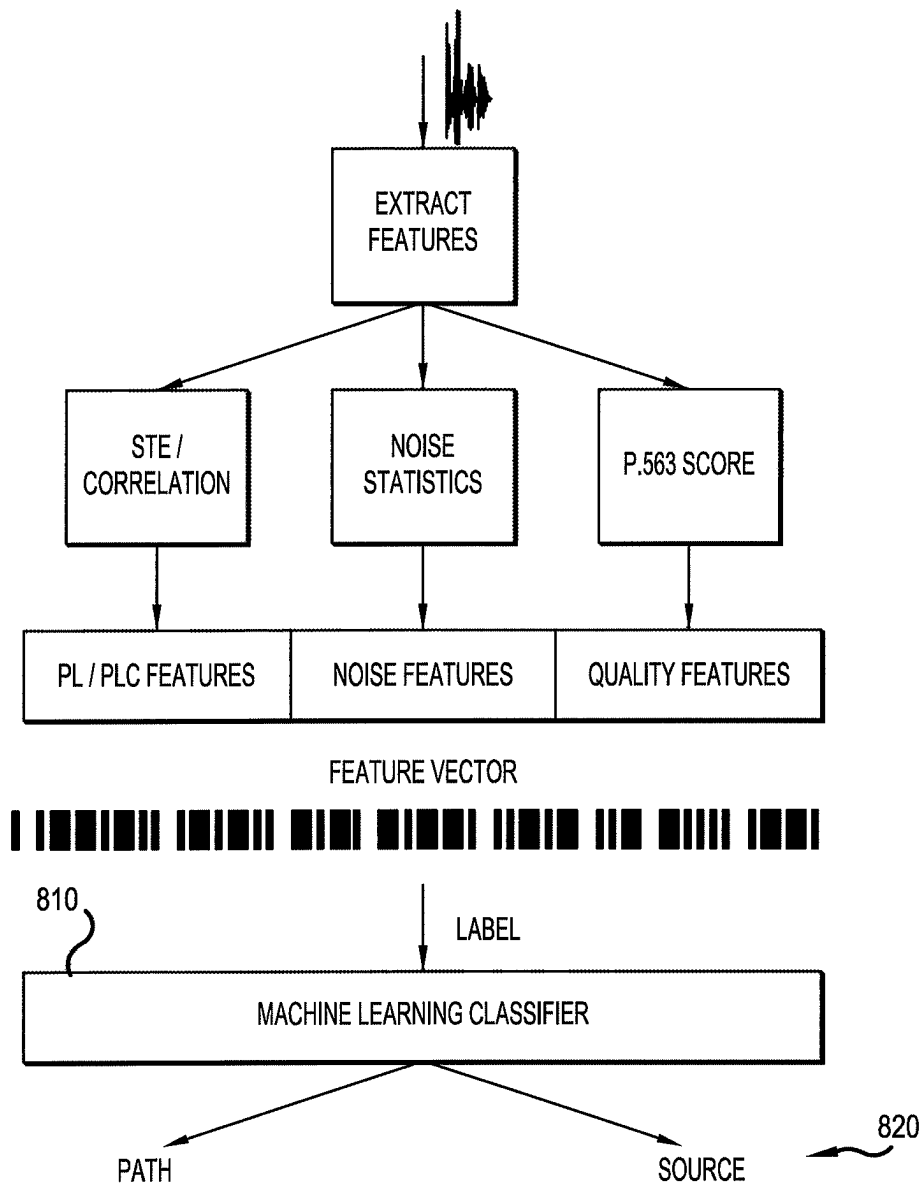 EXTRACT
FEATURES
STE /
CORRELATION
NOISE
STATISTICS
P.563 SCORE
PL / PLC FEATURES
NOISE FEATURES
QUALITY FEATURES
FEATURE VECTOR
810
LABEL
MACHINE LEARNING CLASSIFIER
PATH
SOURCE
820